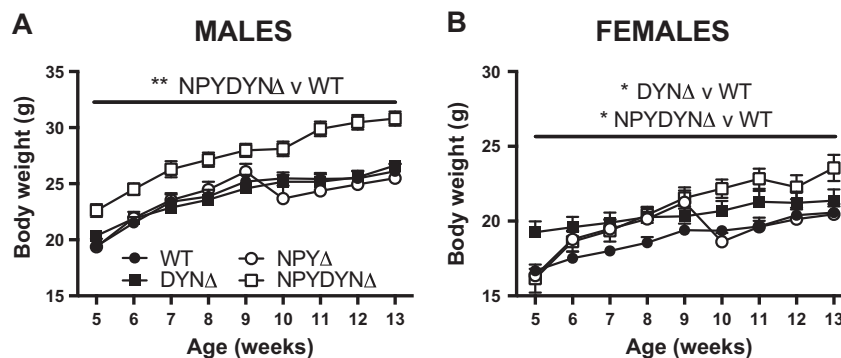 A
MALES
Body weight (g)
35
30
25
20
15
** NPYDYNΔ v WT
WT
NPYΔ
DYNΔ
NPYDYNΔ
5 6 7 8 9 10 11 12 13
Age (weeks)
B
FEMALES
Body weight (g)
30
25
20
15
* DYNΔ v WT
* NPYDYNΔ v WT
5 6 7 8 9 10 11 12 13
Age (weeks)